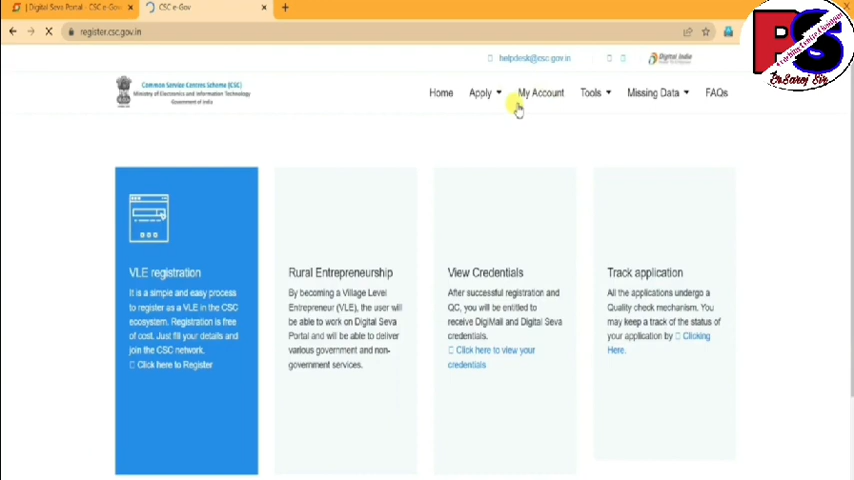 Digital Seva Portal - CSC e-Gov
CSC e-Gov
register.csc.gov.in
helpdesk@csc.gov.in
Digital India
Common Service Centres Scheme (CSC)
Ministry of Electronics and Information Technology
Government of India
Home Apply My Account Tools Missing Data FAQs
VLE registration
It is a simple and easy process
to register as a VLE in the CSC
ecosystem. Registration is free
of cost. Just fill your details and
join the CSC network.
Click here to Register
Rural Entrepreneurship
By becoming a Village Level
Entrepreneur (VLE), the user will
be able to work on Digital Seva
Portal and will be able to deliver
various government and non-
government services.
View Credentials
After successful registration and
QC, you will be entitled to
receive DigiMail and Digital Seva
credentials.
Click here to view your
credentials
Track application
All the applications undergo a
Quality check mechanism. You
may keep a track of the status of
your application by Clicking
Here.
PS